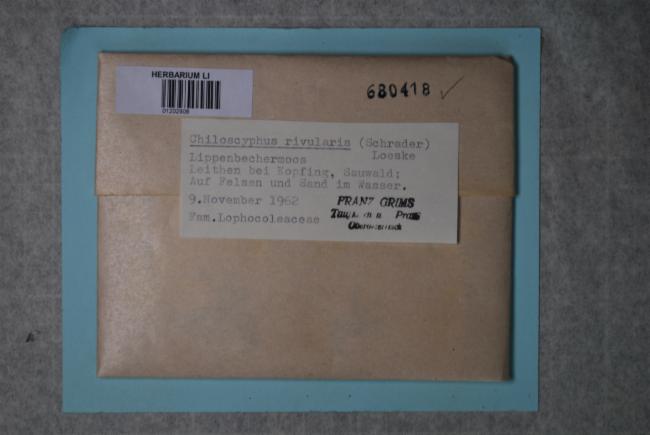 HERBARIUM LI
680418 ✓
Chiloscyphus rivularis (Schrader)
Loeske
Lippenbechermoos
Leithen bei Kopfing, Sauwald;
Auf Felsen und Sand im Wasser.
9.November 1962
FRANZ GRIMS
Fam.Lophocoleaceae